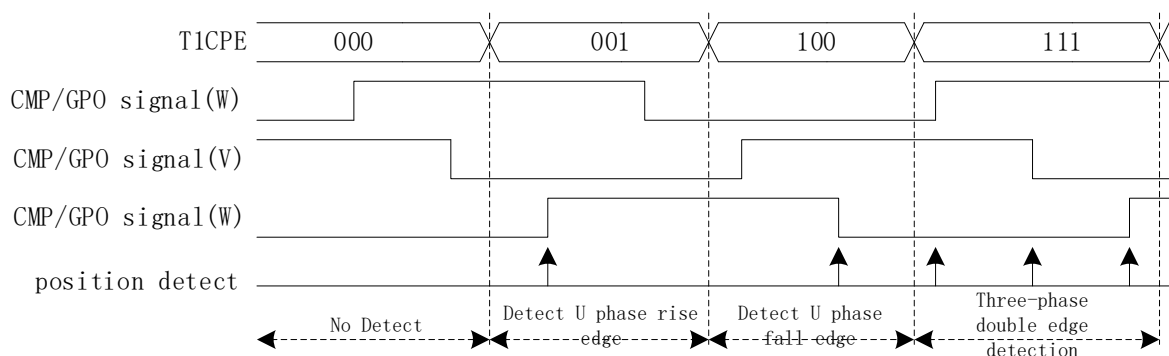 T1CPE 000 001 100 111
CMP/GPO signal(W)
CMP/GPO signal(V)
CMP/GPO signal(W)
position detect
No Detect
Detect U phase rise
edge
Detect U phase
fall edge
Three-phase
double edge
detection